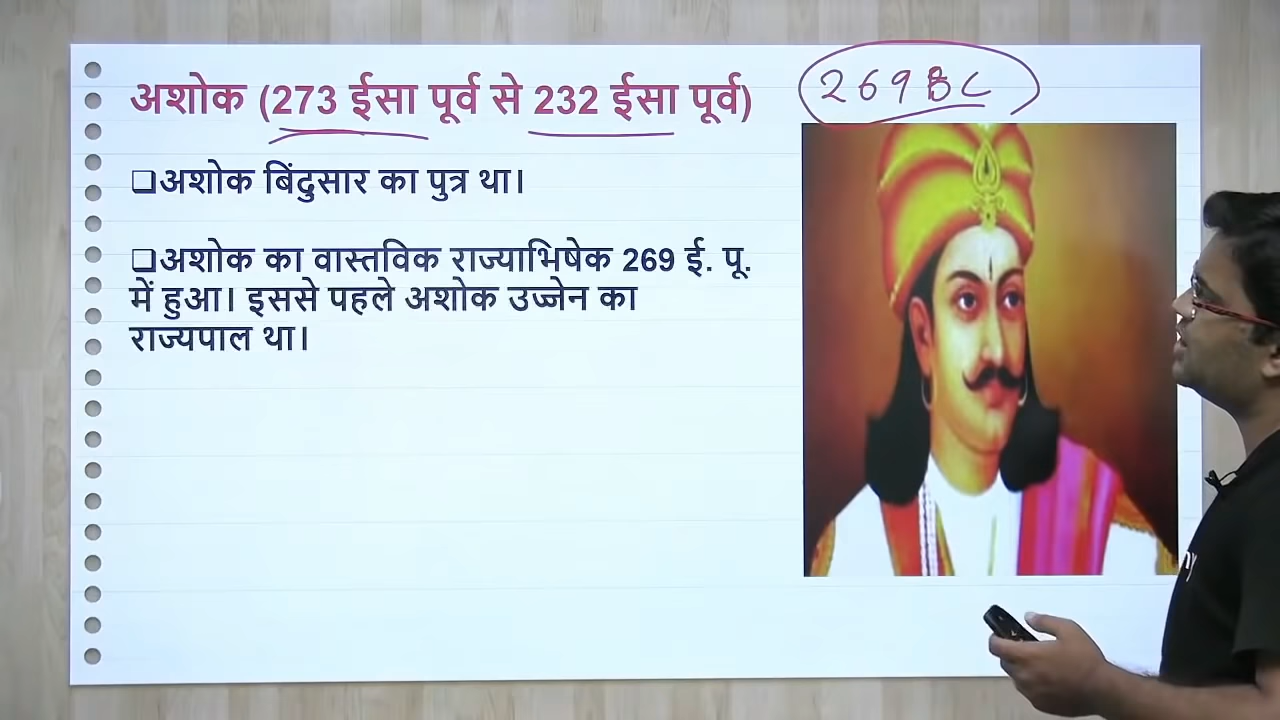 अशोक (273 ईसा पूर्व से 232 ईसा पूर्व)
269 BC
❑अशोक बिंदुसार का पुत्र था।
❑अशोक का वास्तविक राज्याभिषेक 269 ई. पू.
में हुआ। इससे पहले अशोक उज्जेन का
राज्यपाल था।